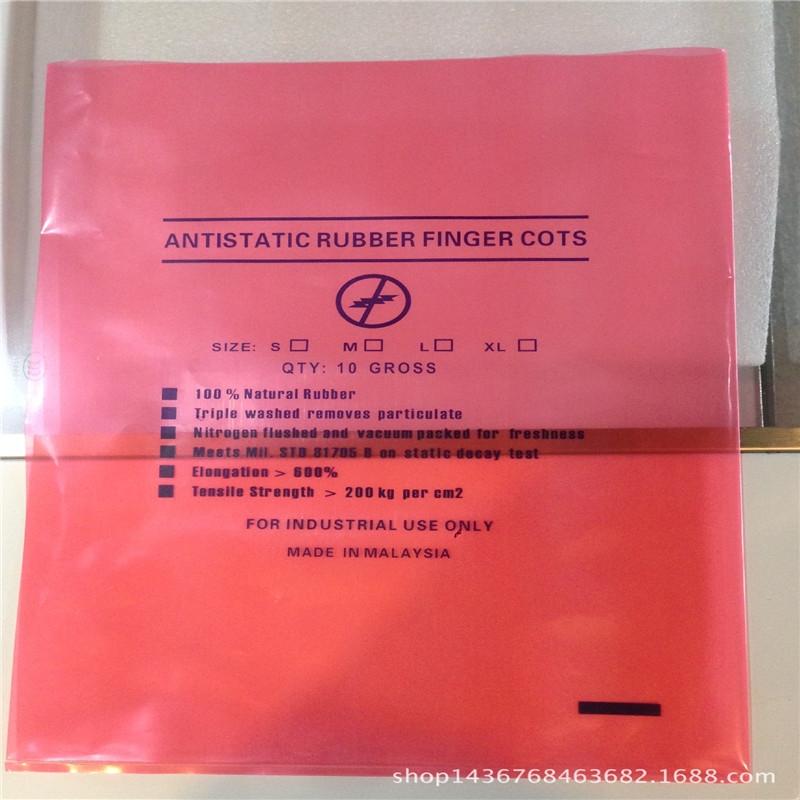 ANTISTATIC RUBBER FINGER COTS
SIZE: S □ M □ L □ XL □
QTY: 10 GROSS
■ 100 % Natural Rubber
■ Triple washed removes particulate
■ Nitrogen flushed and vacuum packed for freshness
■ Meets Mil. STD 81705 B on static decay test
■ Elongation > 600%
■ Tensile Strength > 200 kg per cm2
FOR INDUSTRIAL USE ONLY
MADE IN MALAYSIA
shop1436768463682.1688.com